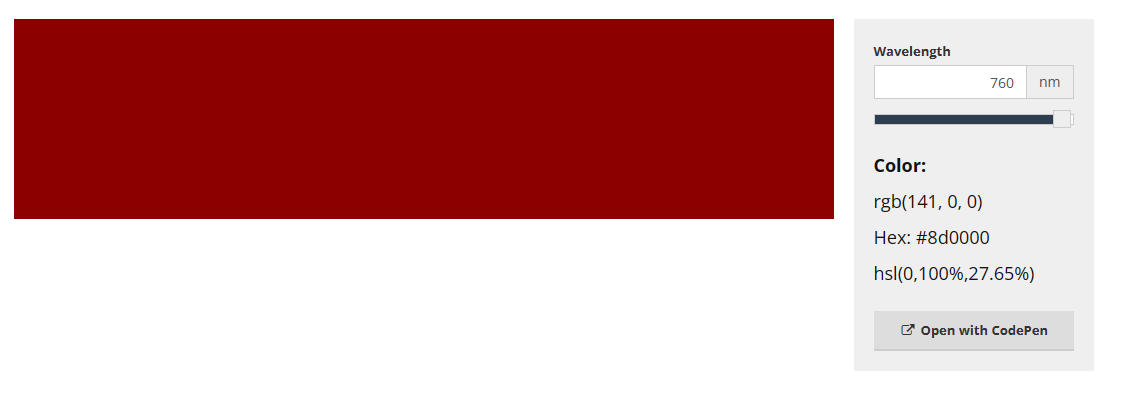 Wavelength
760 nm
Color:
rgb(141, 0, 0)
Hex: #8d0000
hsl(0,100%,27.65%)
Open with CodePen